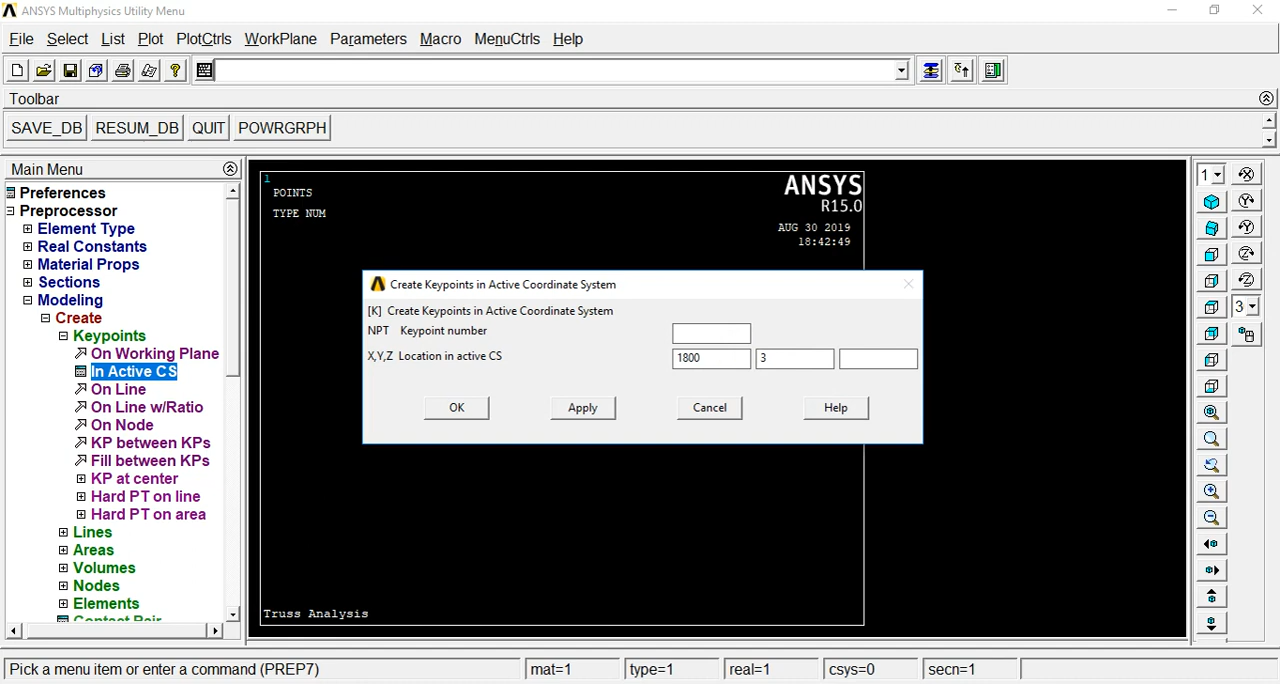 ANSYS Multiphysics Utility Menu
File Select List Plot PlotCtrls WorkPlane Parameters Macro MenuCtrls Help
Toolbar
SAVE_DB RESUM_DB QUIT POWRGRPH
Main Menu
Preferences
Preprocessor
Element Type
Real Constants
Material Props
Sections
Modeling
Create
Keypoints
On Working Plane
In Active CS
On Line
On Line w/Ratio
On Node
KP between KPs
Fill between KPs
KP at center
Hard PT on line
Hard PT on area
Lines
Areas
Volumes
Nodes
Elements
Contact Pair
1
POINTS
TYPE NUM
ANSYS
R15.0
AUG 30 2019
18:42:49
Create Keypoints in Active Coordinate System
[K] Create Keypoints in Active Coordinate System
NPT Keypoint number
X,Y,Z Location in active CS 1800 3
OK Apply Cancel Help
Truss Analysis
1
3
Pick a menu item or enter a command (PREP7) mat=1 type=1 real=1 csys=0 secn=1